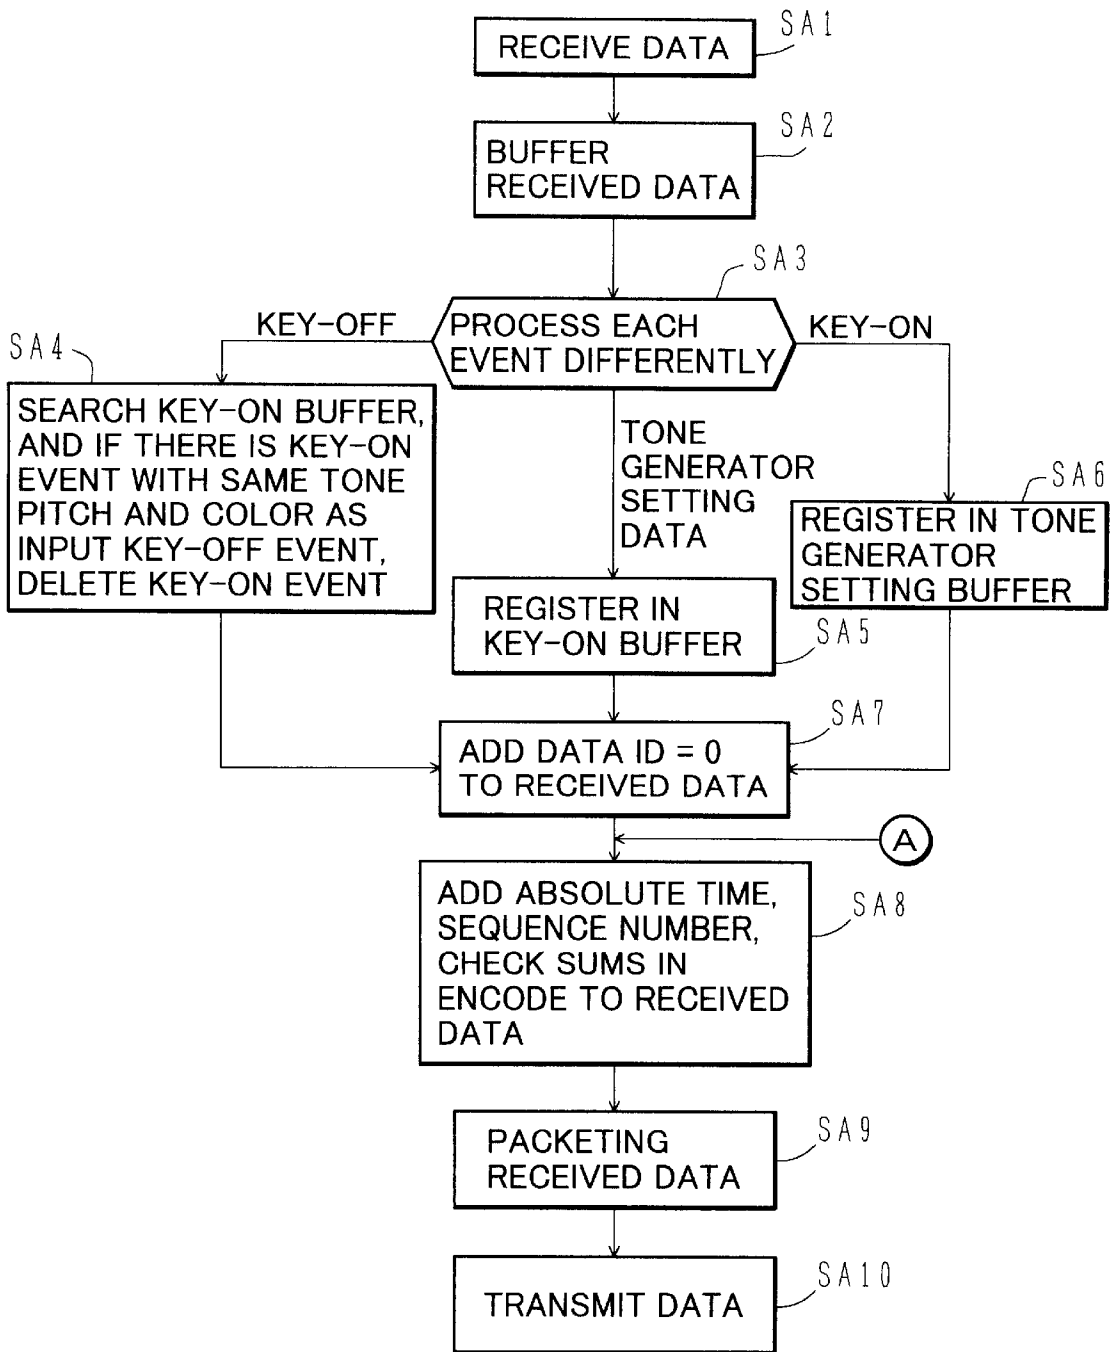 SA1
RECEIVE DATA
SA2
BUFFER
RECEIVED DATA
SA3
PROCESS EACH
EVENT DIFFERENTLY
KEY-OFF
KEY-ON
SA4
SEARCH KEY-ON BUFFER,
AND IF THERE IS KEY-ON
EVENT WITH SAME TONE
PITCH AND COLOR AS
INPUT KEY-OFF EVENT,
DELETE KEY-ON EVENT
TONE
GENERATOR
SETTING
DATA
SA6
REGISTER IN TONE
GENERATOR
SETTING BUFFER
REGISTER IN
KEY-ON BUFFER
SA5
SA7
ADD DATA ID = 0
TO RECEIVED DATA
A
ADD ABSOLUTE TIME,
SEQUENCE NUMBER,
CHECK SUMS IN
ENCODE TO RECEIVED
DATA
SA8
PACKETING
RECEIVED DATA
SA9
TRANSMIT DATA
SA10